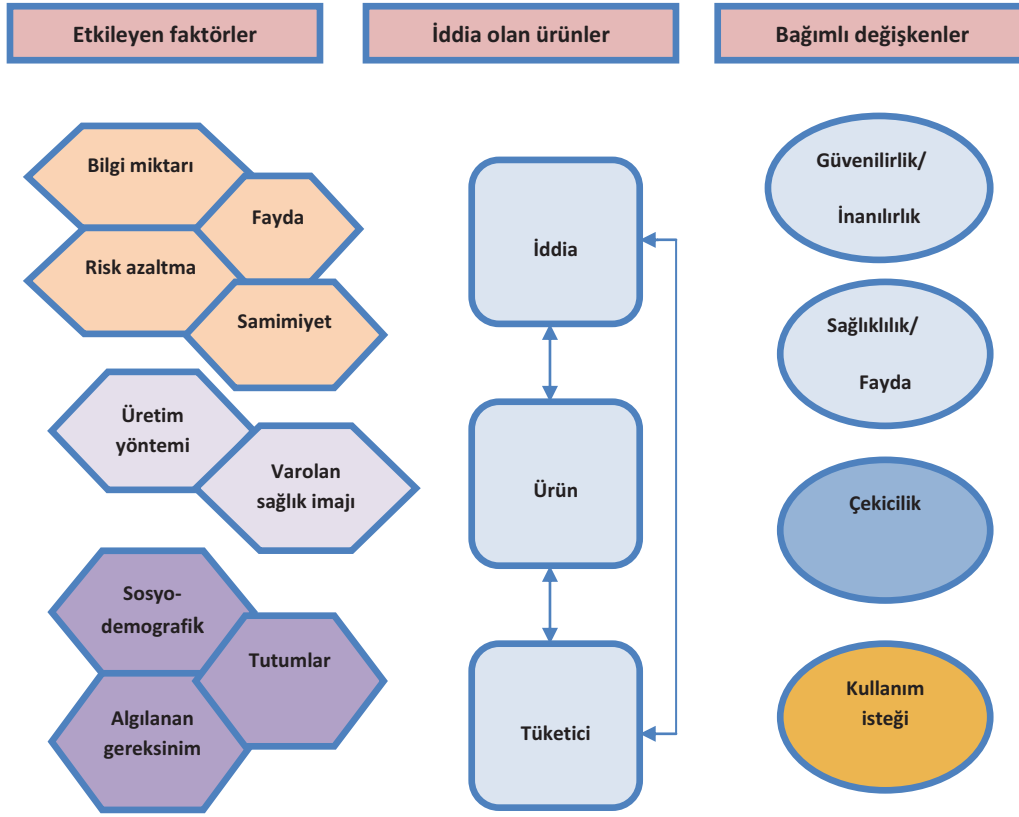 Etkileyen faktörler
İddia olan ürünler
Bağımlı değişkenler
Bilgi miktarı
Fayda
Risk azaltma
Samimiyet
Üretim
yöntemi
Varolan
sağlık imajı
Sosyo-
demografik
Tutumlar
Algılanan
gereksinim
İddia
Ürün
Tüketici
Güvenilirlik/
İnanılırlık
Sağlıklılık/
Fayda
Çekicilik
Kullanım
isteği